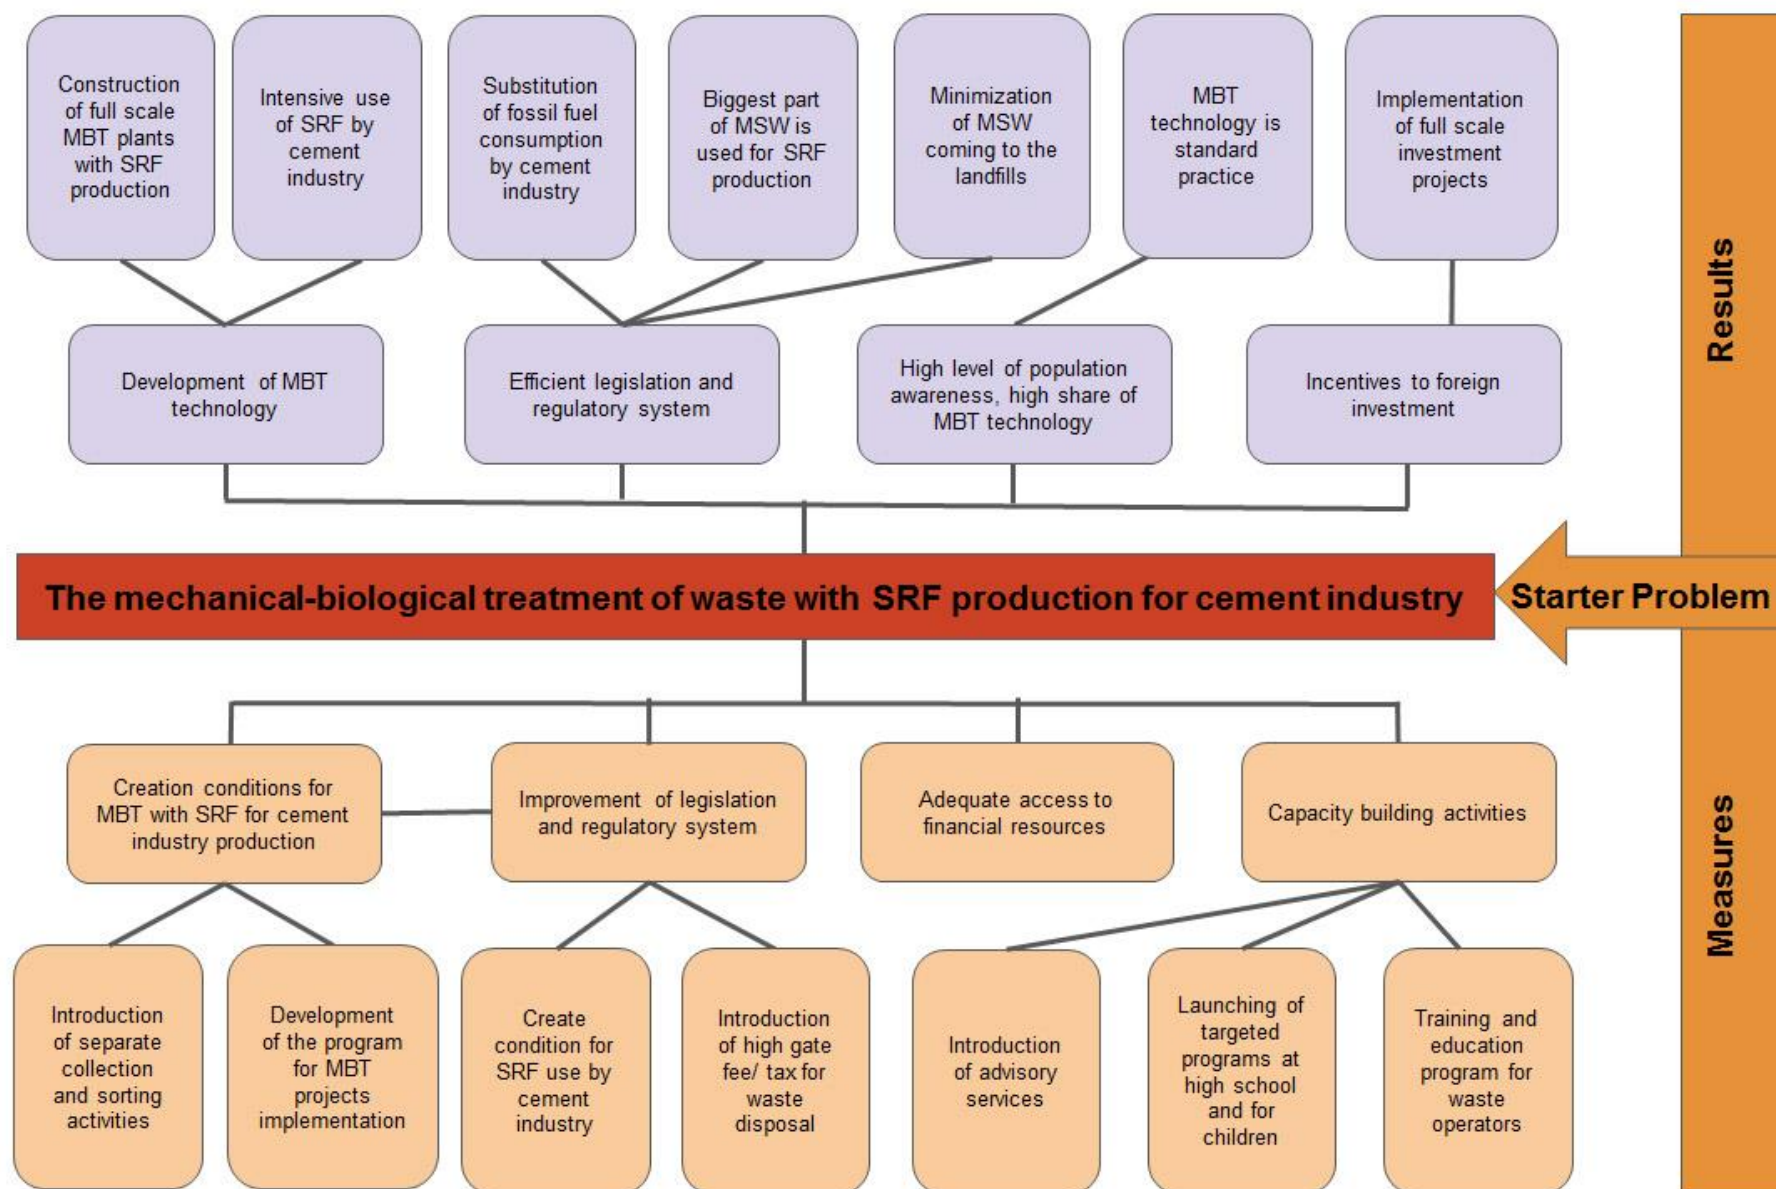 Construction
of full scale
MBT plants
with SRF
production
Intensive use
of SRF by
cement
industry
Substitution
of fossil fuel
consumption
by cement
industry
Biggest part
of MSW is
used for SRF
production
Minimization
of MSW
coming to the
landfills
MBT
technology is
standard
practice
Implementation
of full scale
investment
projects
Results
Development of MBT
technology
Efficient legislation and
regulatory system
High level of population
awareness, high share of
MBT technology
Incentives to foreign
investment
The mechanical-biological treatment of waste with SRF production for cement industry
Starter Problem
Creation conditions for
MBT with SRF for cement
industry production
Improvement of legislation
and regulatory system
Adequate access to
financial resources
Capacity building activities
Measures
Introduction
of separate
collection
and sorting
activities
Development
of the program
for MBT
projects
implementation
Create
condition for
SRF use by
cement
industry
Introduction
of high gate
fee/ tax for
waste
disposal
Introduction
of advisory
services
Launching of
targeted
programs at
high school
and for
children
Training and
education
program for
waste
operators